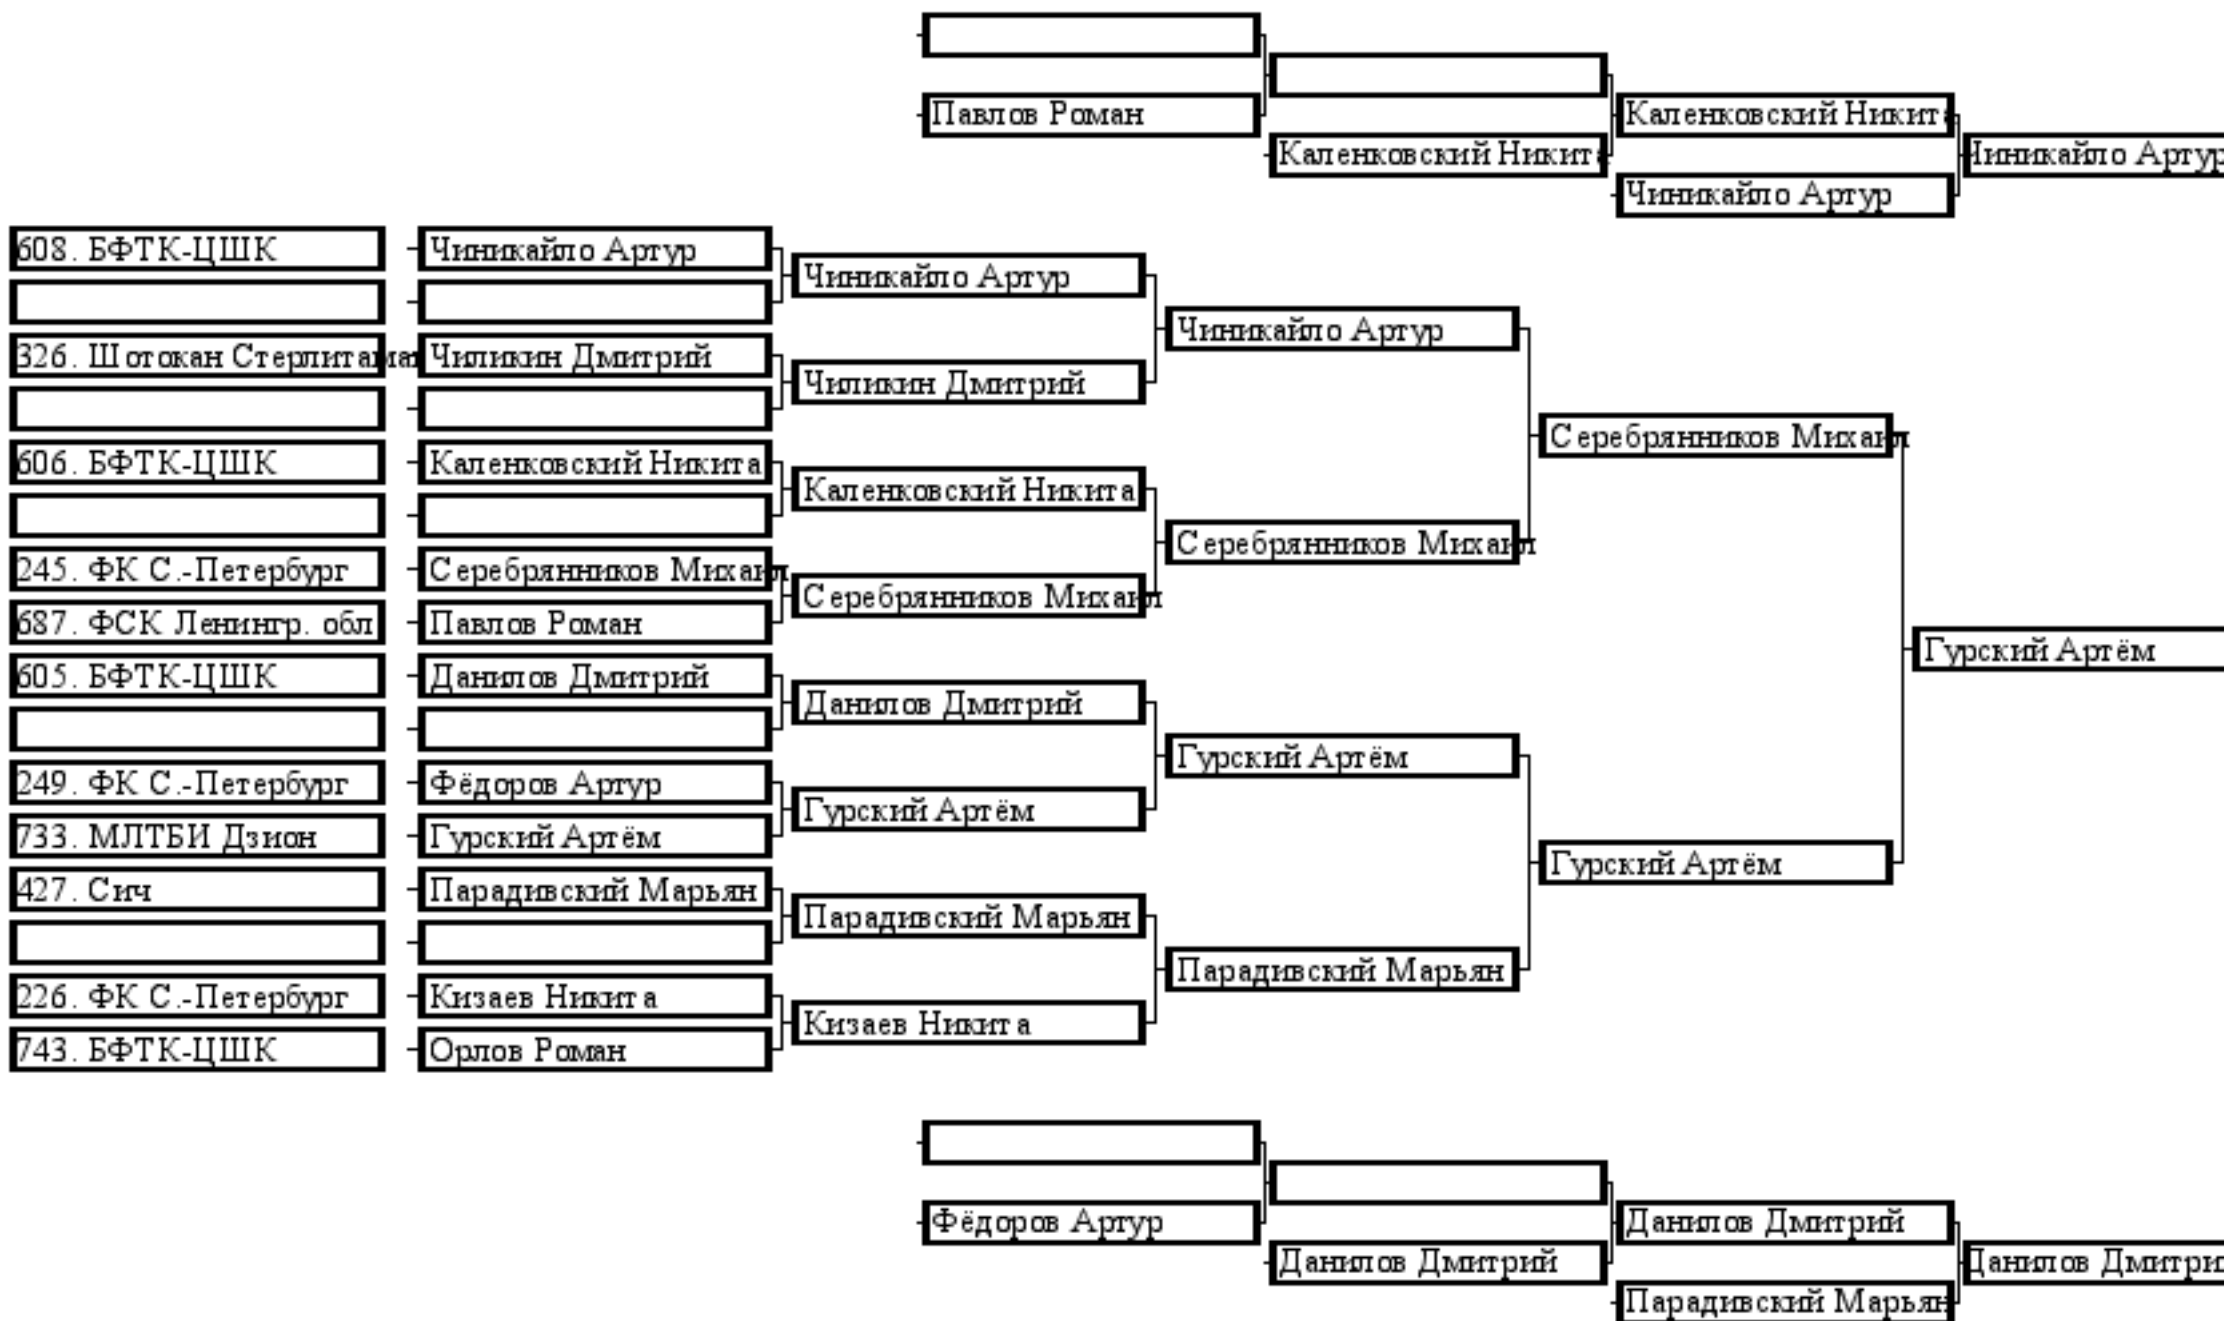 Павлов Роман
Каленковский Никита
Каленковский Никита
Чиникайло Артур
Чиникайло Артур
608. БФТК-ЦШК
Чиникайло Артур
Чиникайло Артур
Чиникайло Артур
326. Шотокан Стерлитамак
Чиликин Дмитрий
Чиликин Дмитрий
Серебрянников Михаил
606. БФТК-ЦШК
Каленковский Никита
Каленковский Никита
Серебрянников Михаил
245. ФК С.-Петербург
Серебрянников Михаил
Серебрянников Михаил
687. ФСК Ленингр. обл
Павлов Роман
Гурский Артём
605. БФТК-ЦШК
Данилов Дмитрий
Данилов Дмитрий
Гурский Артём
249. ФК С.-Петербург
Фёдоров Артур
Гурский Артём
733. МЛТБИ Дзион
Гурский Артём
Гурский Артём
427. Сич
Парадивский Марьян
Парадивский Марьян
Парадивский Марьян
226. ФК С.-Петербург
Кизаев Никита
Кизаев Никита
743. БФТК-ЦШК
Орлов Роман
Фёдоров Артур
Данилов Дмитрий
Данилов Дмитрий
Данилов Дмитрий
Парадивский Марьян